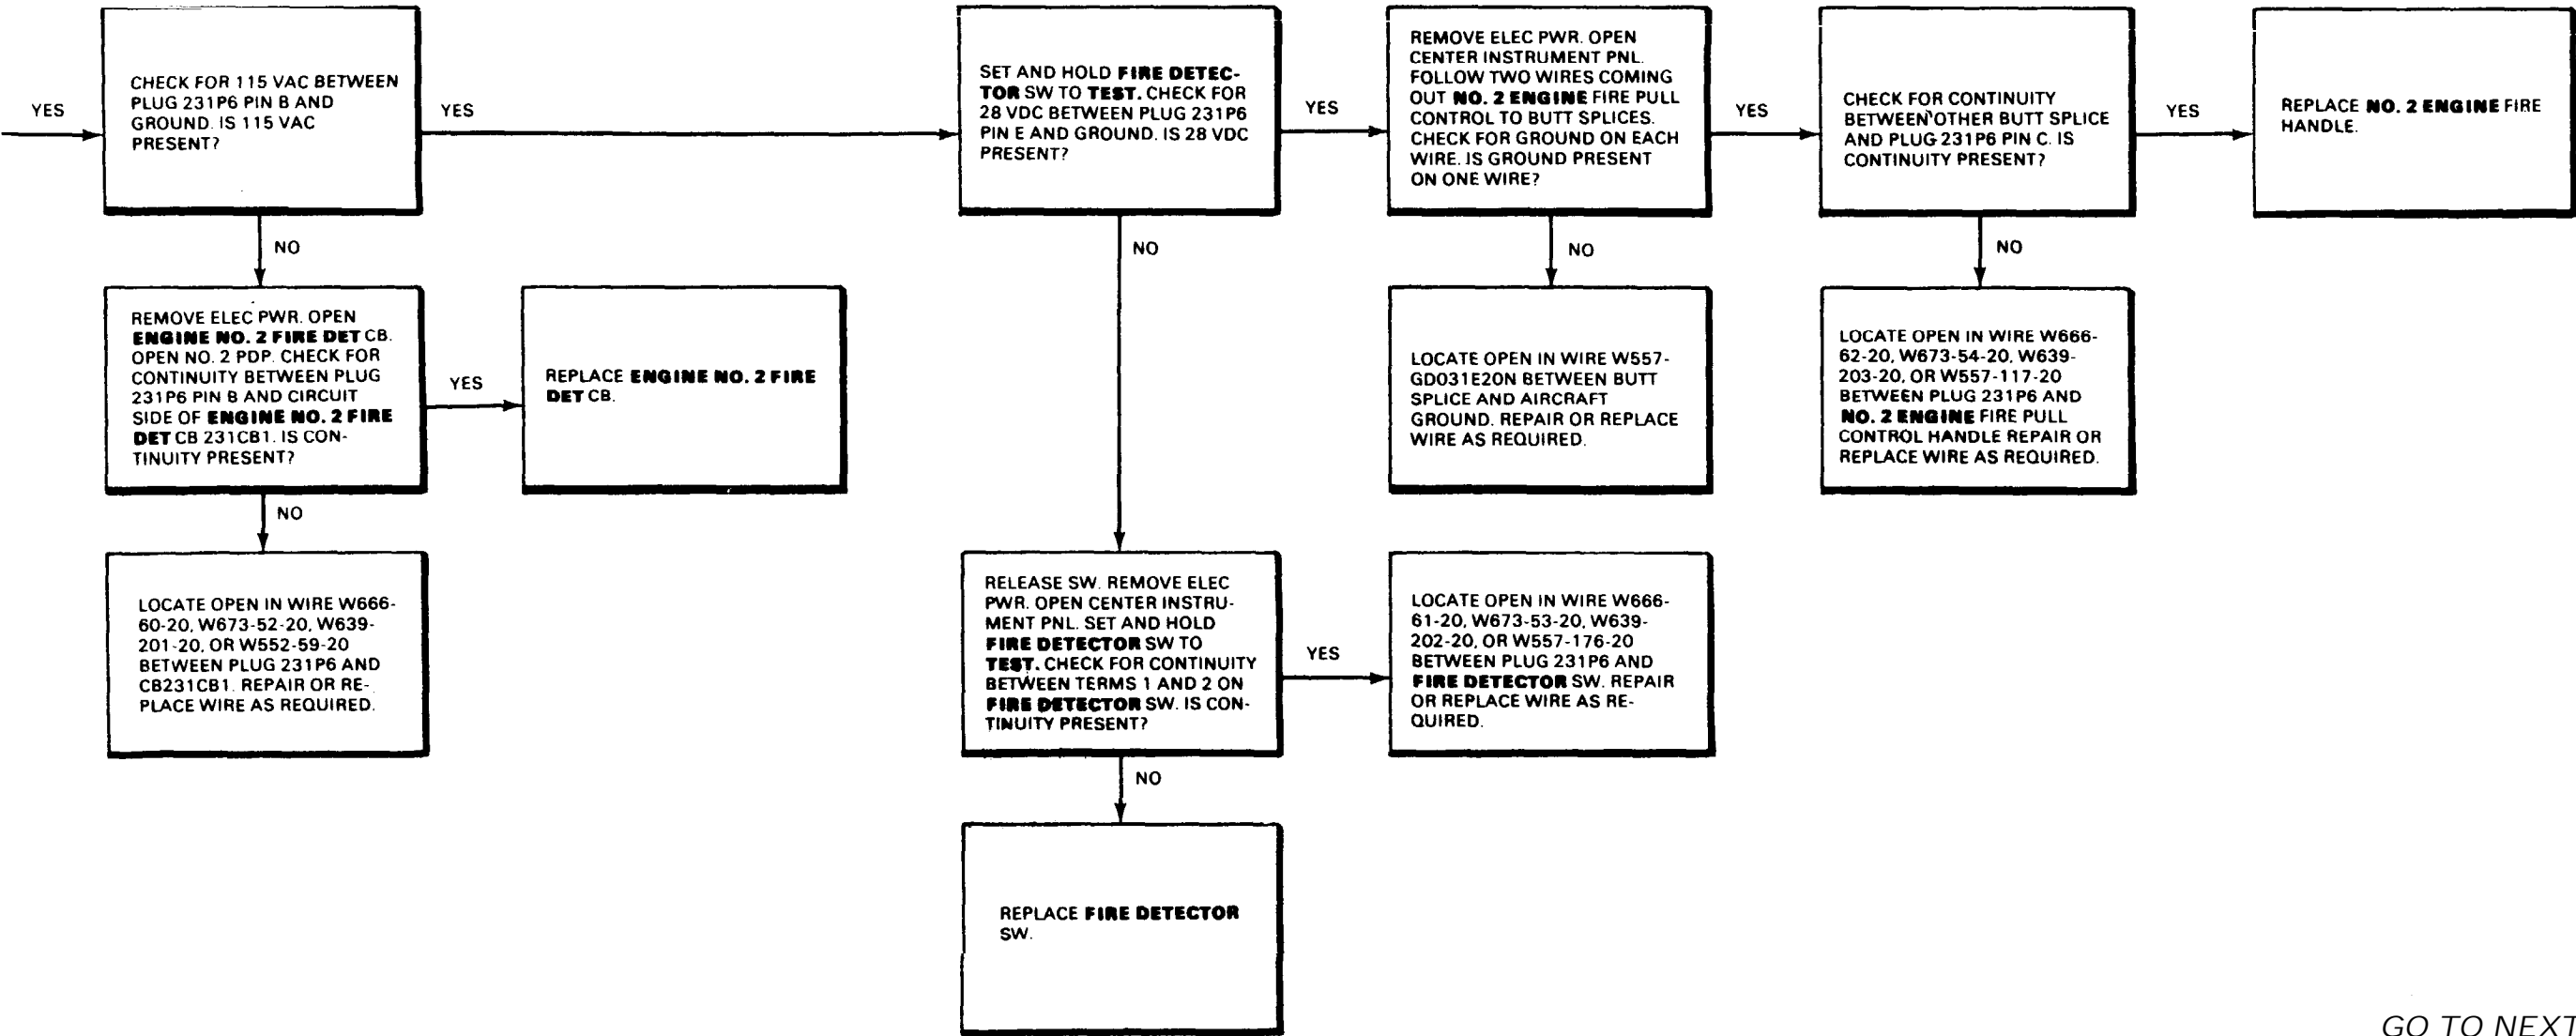 YES
CHECK FOR 115 VAC BETWEEN
PLUG 231P6 PIN B AND
GROUND. IS 115 VAC
PRESENT?
YES
SET AND HOLD FIRE DETEC-
TOR SW TO TEST. CHECK FOR
28 VDC BETWEEN PLUG 231P6
PIN E AND GROUND. IS 28 VDC
PRESENT?
YES
REMOVE ELEC PWR. OPEN
CENTER INSTRUMENT PNL.
FOLLOW TWO WIRES COMING
OUT NO. 2 ENGINE FIRE PULL
CONTROL TO BUTT SPLICES.
CHECK FOR GROUND ON EACH
WIRE. IS GROUND PRESENT
ON ONE WIRE?
YES
CHECK FOR CONTINUITY
BETWEEN OTHER BUTT SPLICE
AND PLUG 231P6 PIN C. IS
CONTINUITY PRESENT?
YES
REPLACE NO. 2 ENGINE FIRE
HANDLE.
NO
NO
NO
NO
REMOVE ELEC PWR. OPEN
ENGINE NO. 2 FIRE DET CB.
OPEN NO. 2 PDP. CHECK FOR
CONTINUITY BETWEEN PLUG
231P6 PIN B AND CIRCUIT
SIDE OF ENGINE NO. 2 FIRE
DET CB 231CB1. IS CON-
TINUITY PRESENT?
YES
REPLACE ENGINE NO. 2 FIRE
DET CB.
LOCATE OPEN IN WIRE W557-
GD031E20N BETWEEN BUTT
SPLICE AND AIRCRAFT
GROUND. REPAIR OR REPLACE
WIRE AS REQUIRED.
LOCATE OPEN IN WIRE W666-
62-20, W673-54-20, W639-
203-20, OR W557-117-20
BETWEEN PLUG 231P6 AND
NO. 2 ENGINE FIRE PULL
CONTROL HANDLE REPAIR OR
REPLACE WIRE AS REQUIRED.
NO
LOCATE OPEN IN WIRE W666-
60-20, W673-52-20, W639-
201-20, OR W552-59-20
BETWEEN PLUG 231P6 AND
CB231CB1. REPAIR OR RE-
PLACE WIRE AS REQUIRED.
RELEASE SW. REMOVE ELEC
PWR. OPEN CENTER INSTRU-
MENT PNL. SET AND HOLD
FIRE DETECTOR SW TO
TEST. CHECK FOR CONTINUITY
BETWEEN TERMS 1 AND 2 ON
FIRE DETECTOR SW. IS CON-
TINUITY PRESENT?
YES
LOCATE OPEN IN WIRE W666-
61-20, W673-53-20, W639-
202-20, OR W557-176-20
BETWEEN PLUG 231P6 AND
FIRE DETECTOR SW. REPAIR
OR REPLACE WIRE AS RE-
QUIRED.
NO
REPLACE FIRE DETECTOR
SW.
GO TO NEXT